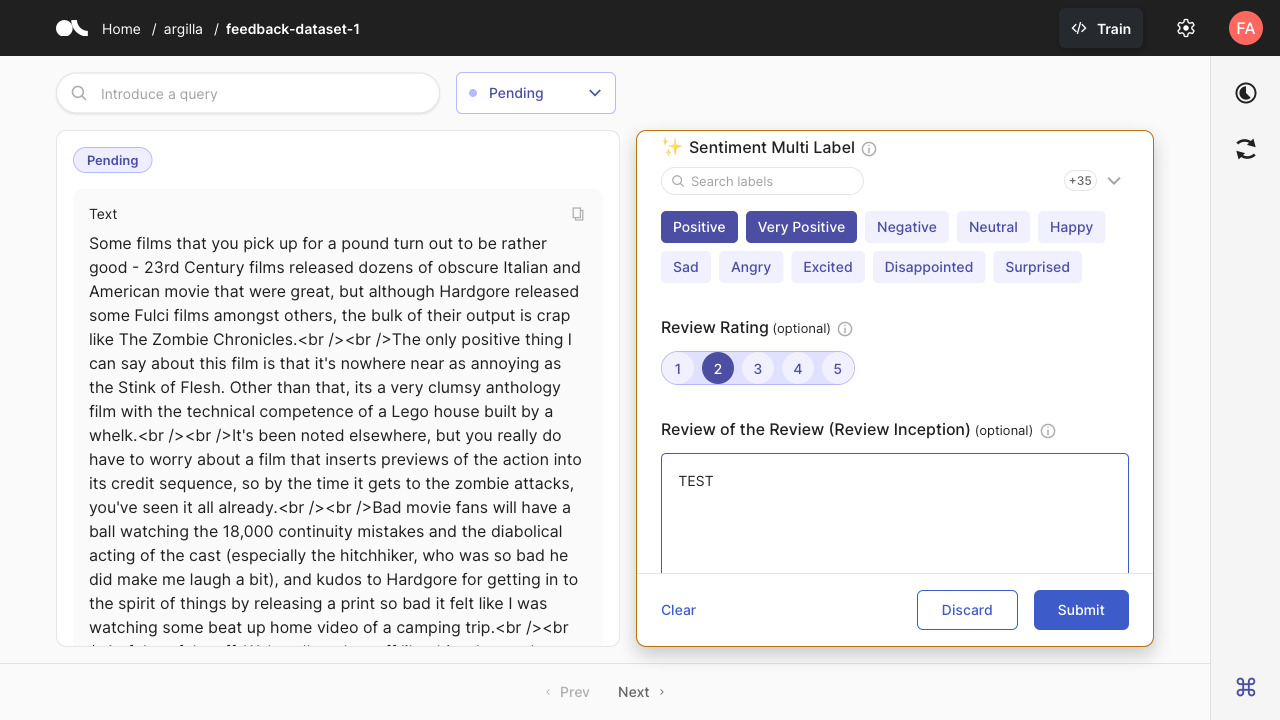 Home / argilla / feedback-dataset-1
Train
FA
Introduce a query
Pending
Pending
Text
Some films that you pick up for a pound turn out to be rather
good - 23rd Century films released dozens of obscure Italian and
American movie that were great, but although Hardgore released
some Fulci films amongst others, the bulk of their output is crap
like The Zombie Chronicles.<br /><br />The only positive thing I
can say about this film is that it's nowhere near as annoying as
the Stink of Flesh. Other than that, its a very clumsy anthology
film with the technical competence of a Lego house built by a
whelk.<br /><br />It's been noted elsewhere, but you really do
have to worry about a film that inserts previews of the action into
its credit sequence, so by the time it gets to the zombie attacks,
you've seen it all already.<br /><br />Bad movie fans will have a
ball watching the 18,000 continuity mistakes and the diabolical
acting of the cast (especially the hitchhiker, who was so bad he
did make me laugh a bit), and kudos to Hardgore for getting in to
the spirit of things by releasing a print so bad it felt like I was
watching some beat up home video of a camping trip.<br /><br
✨ Sentiment Multi Label
Search labels
+35
Positive Very Positive Negative Neutral Happy
Sad Angry Excited Disappointed Surprised
Review Rating (optional)
1 2 3 4 5
Review of the Review (Review Inception) (optional)
TEST
Clear Discard Submit
Prev Next